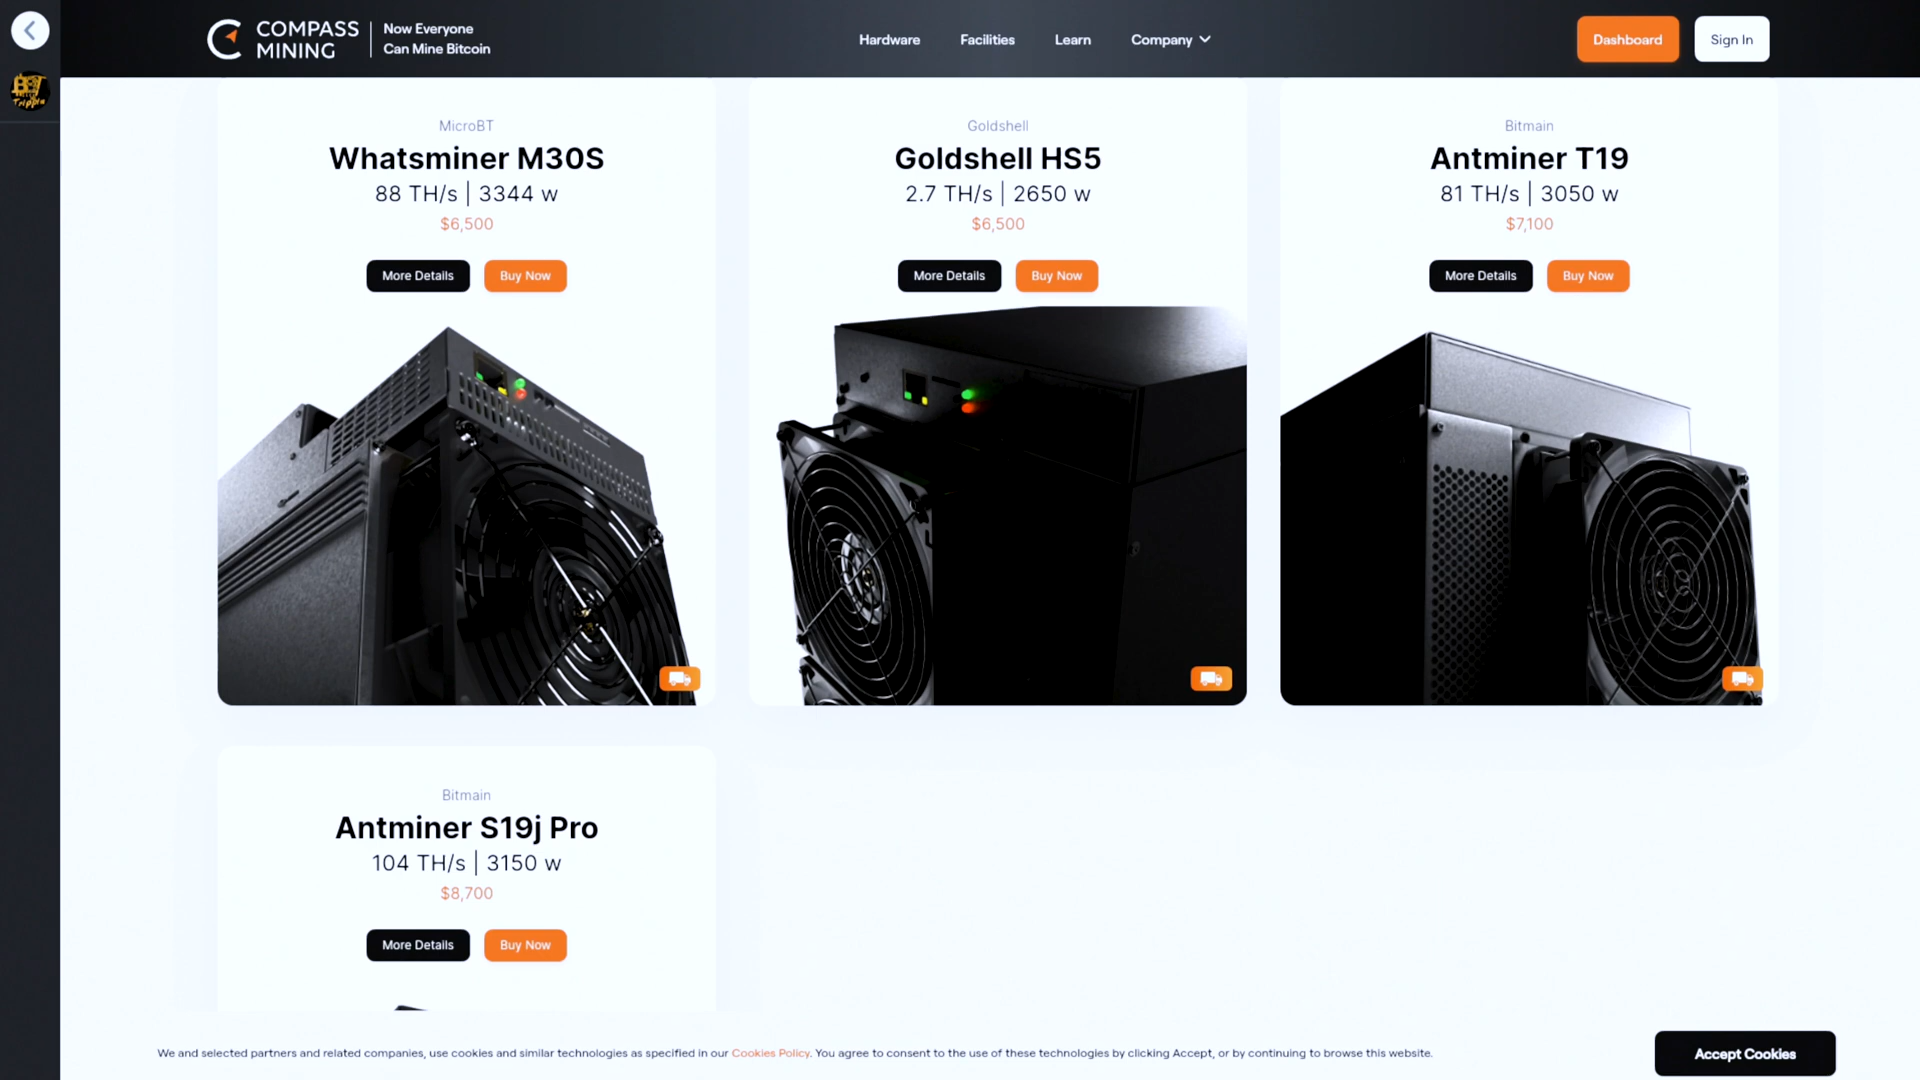 COMPASS
MINING
Now Everyone
Can Mine Bitcoin
Hardware
Facilities
Learn
Company
Dashboard
Sign In
MicroBT
Whatsminer M30S
88 TH/s | 3344 w
$6,500
More Details
Buy Now
Goldshell
Goldshell HS5
2.7 TH/s | 2650 w
$6,500
More Details
Buy Now
Bitmain
Antminer T19
81 TH/s | 3050 w
$7,100
More Details
Buy Now
Bitmain
Antminer S19j Pro
104 TH/s | 3150 w
$8,700
More Details
Buy Now
We and selected partners and related companies, use cookies and similar technologies as specified in our Cookies Policy. You agree to consent to the use of these technologies by clicking Accept, or by continuing to browse this website.
Accept Cookies